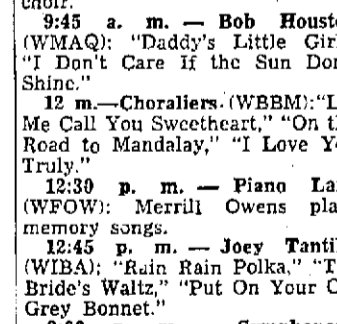 choir.
9:45 a. m. — Bob Houst
(WMAQ): "Daddy's Little Gir
"I Don't Care If the Sun Don
Shine."
12 m.—Choraliers. (WBBM):"L
Me Call You Sweetheart," "On t
Road to Mandalay," "I Love Y
Truly."
12:30 p. m. — Piano La
(WFOW): Merrill Owens pla
memory songs.
12:45 p. m. — Joey Tanti
(WIBA): "Rain Rain Polka," "T
Bride's Waltz," "Put On Your O
Grey Bonnet."